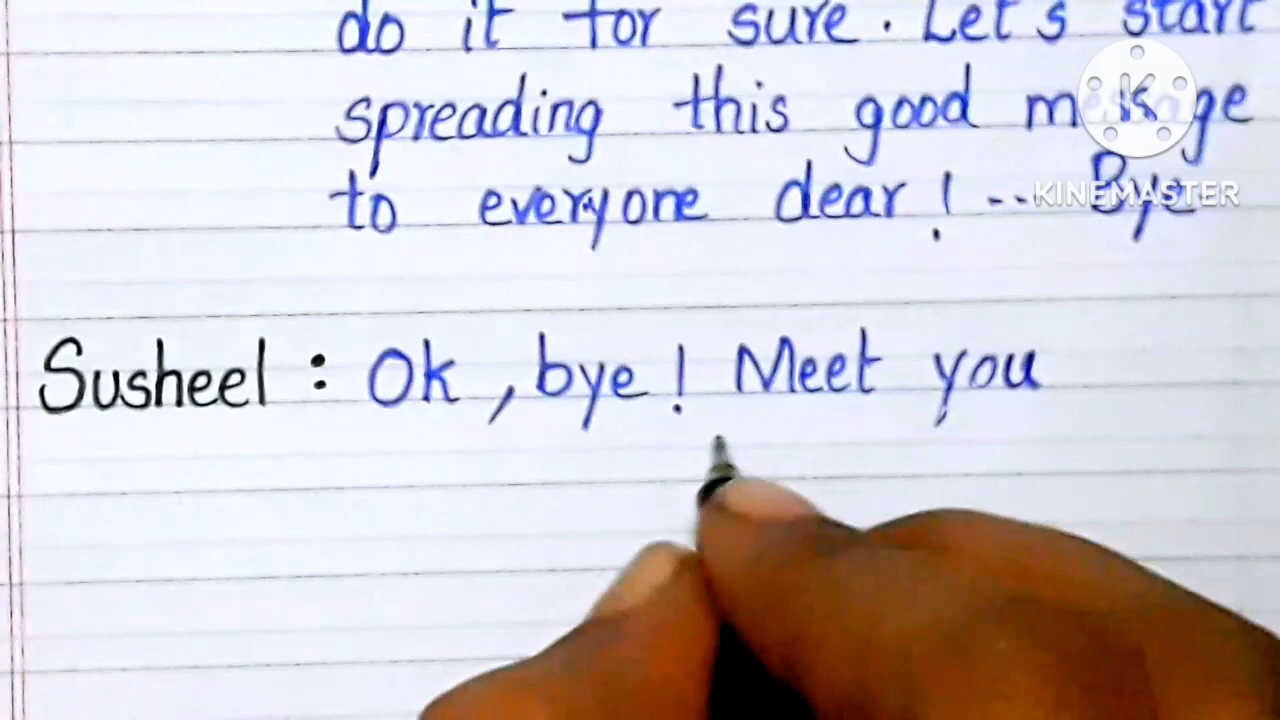 do it for sure. Let's start
spreading this good message
to everyone dear! -- Bye
KINEMASTER
Susheel : Ok, bye! Meet you